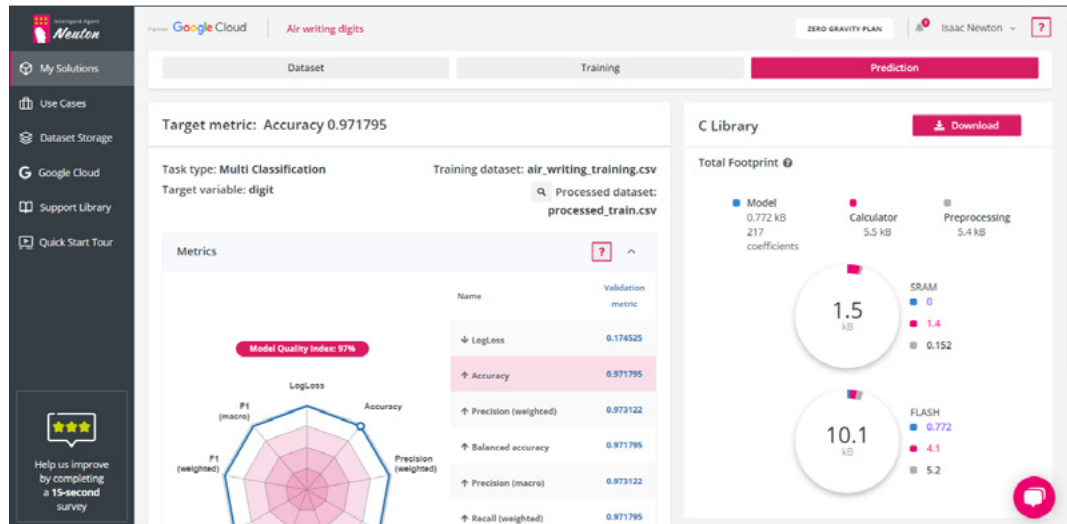 Intelligent Agent
Neuton
My Solutions
Use Cases
Dataset Storage
Google Cloud
Support Library
Quick Start Tour
Help us improve
by completing
a 15-second
survey
Partner Google Cloud
Air writing digits
ZERO GRAVITY PLAN
Isaac Newton
?
Dataset
Training
Prediction
Target metric: Accuracy 0.971795
Task type: Multi Classification
Target variable: digit
Training dataset: air_writing_training.csv
Processed dataset:
processed_train.csv
Metrics
?
Model Quality Index: 97%
LogLoss
Accuracy
Precision
(weighted)
F1
(macro)
F1
(weighted)
Name
Validation
metric
↓ LogLoss 0.174525
↑ Accuracy 0.971795
↑ Precision (weighted) 0.973122
↑ Balanced accuracy 0.971795
↑ Precision (macro) 0.973122
↑ Recall (weighted) 0.971795
C Library
Download
Total Footprint ?
Model
0.772 kB
217
coefficients
Calculator
5.5 kB
Preprocessing
5.4 kB
1.5
kB
SRAM
0
1.4
0.152
10.1
kB
FLASH
0.772
4.1
5.2